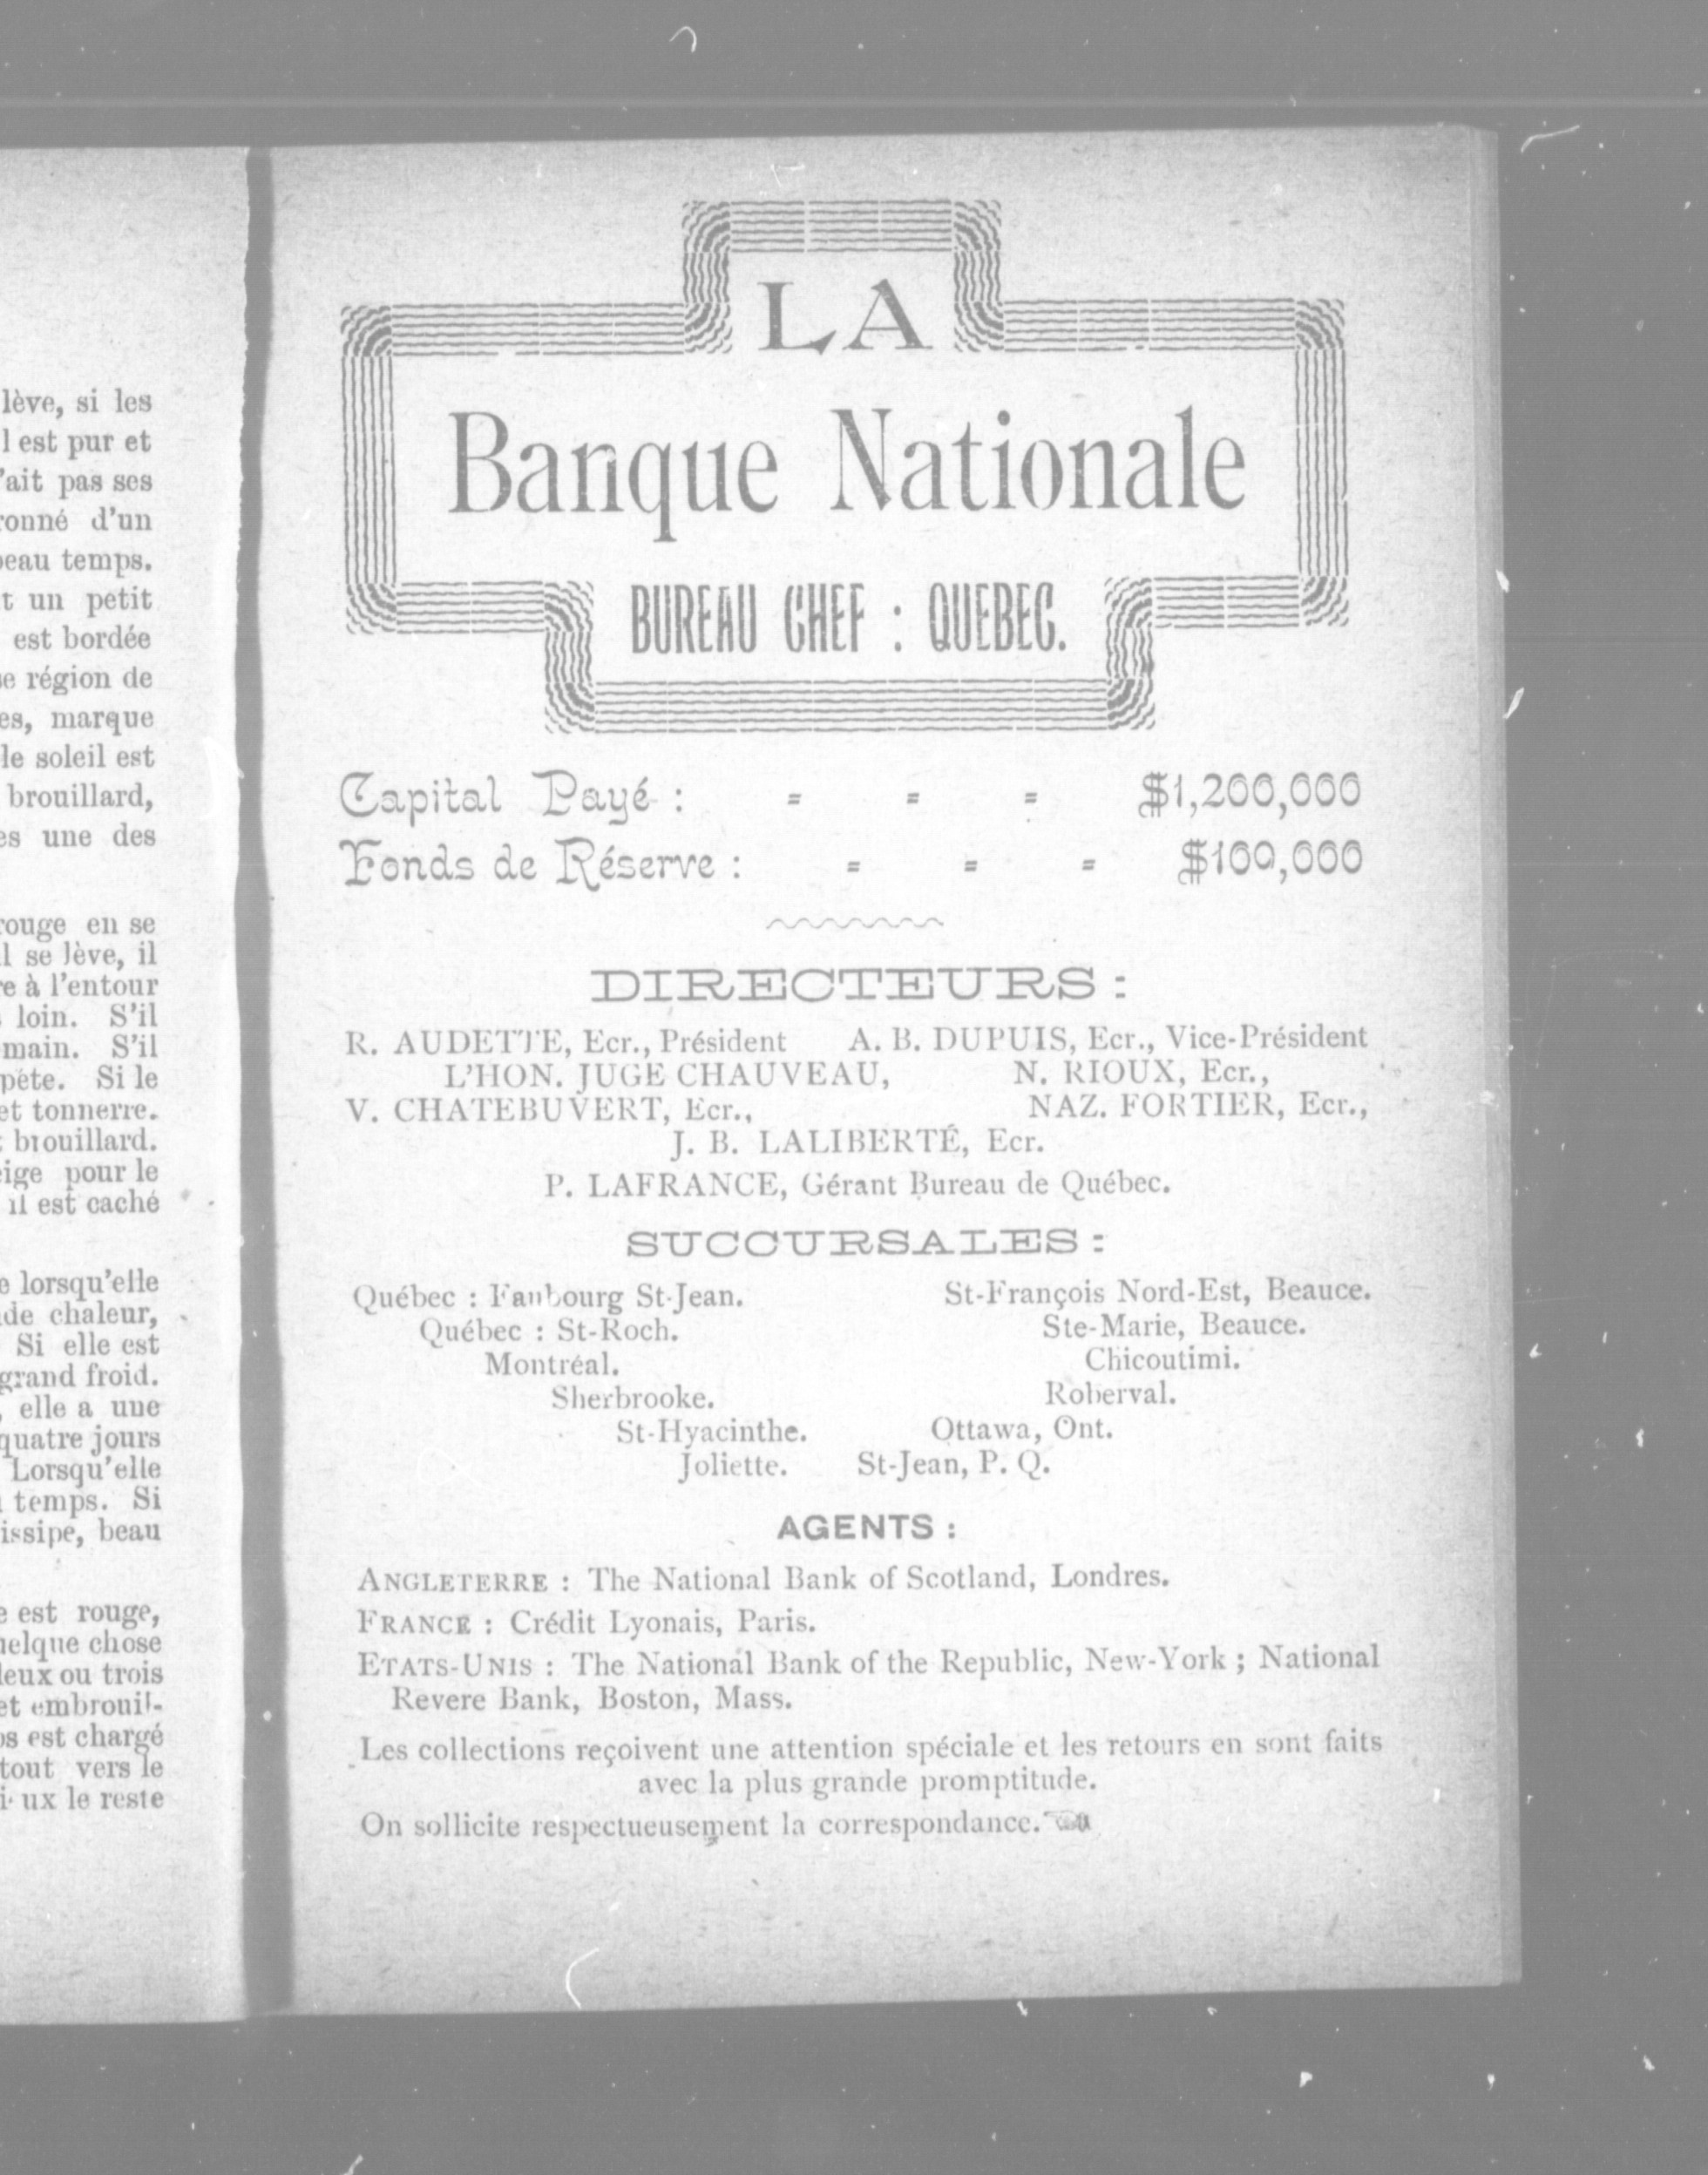 lève, si les
l est pur et
'ait pas ses
ronné d'un
beau temps.
t un petit
est bordée
se région de
es, marque
le soleil est
brouillard,
es une des
rouge en se
l se lève, il
re à l'entour
loin. S'il
main. S'il
pête. Si le
et tonnerre.
brouillard.
eige pour le
il est caché
e lorsqu'elle
de chaleur,
Si elle est
grand froid.
, elle a une
quatre jours
Lorsqu'elle
temps. Si
issipe, beau
e est rouge,
uelque chose
deux ou trois
et embrouil-
ps est chargé
tout vers le
ux le reste
LA
Banque Nationale
BUREAU CHEF : QUEBEC.
Capital Payé : - - - $1,200,000
Fonds de Réserve : - - - $100,000
DIRECTEURS :
R. AUDETTE, Ecr., Président A. B. DUPUIS, Ecr., Vice-Président
L'HON. JUGE CHAUVEAU, N. RIOUX, Ecr.,
V. CHATEBUVERT, Ecr., NAZ. FORTIER, Ecr.,
J. B. LALIBERTÉ, Ecr.
P. LAFRANCE, Gérant Bureau de Québec.
SUCCURSALES :
Québec : Faubourg St-Jean. St-François Nord-Est, Beauce.
Québec : St-Roch. Ste-Marie, Beauce.
Montréal. Chicoutimi.
Sherbrooke. Roberval.
St-Hyacinthe. Ottawa, Ont.
Joliette. St-Jean, P. Q.
AGENTS :
ANGLETERRE : The National Bank of Scotland, Londres.
FRANCE : Crédit Lyonais, Paris.
ETATS-UNIS : The National Bank of the Republic, New-York ; National
Revere Bank, Boston, Mass.
Les collections reçoivent une attention spéciale et les retours en sont faits
avec la plus grande promptitude.
On sollicite respectueusement la correspondance.